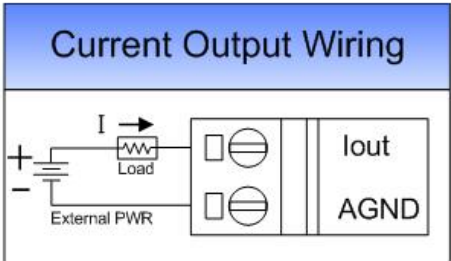 Current Output Wiring
I
+
Load
Iout
−
External PWR
AGND